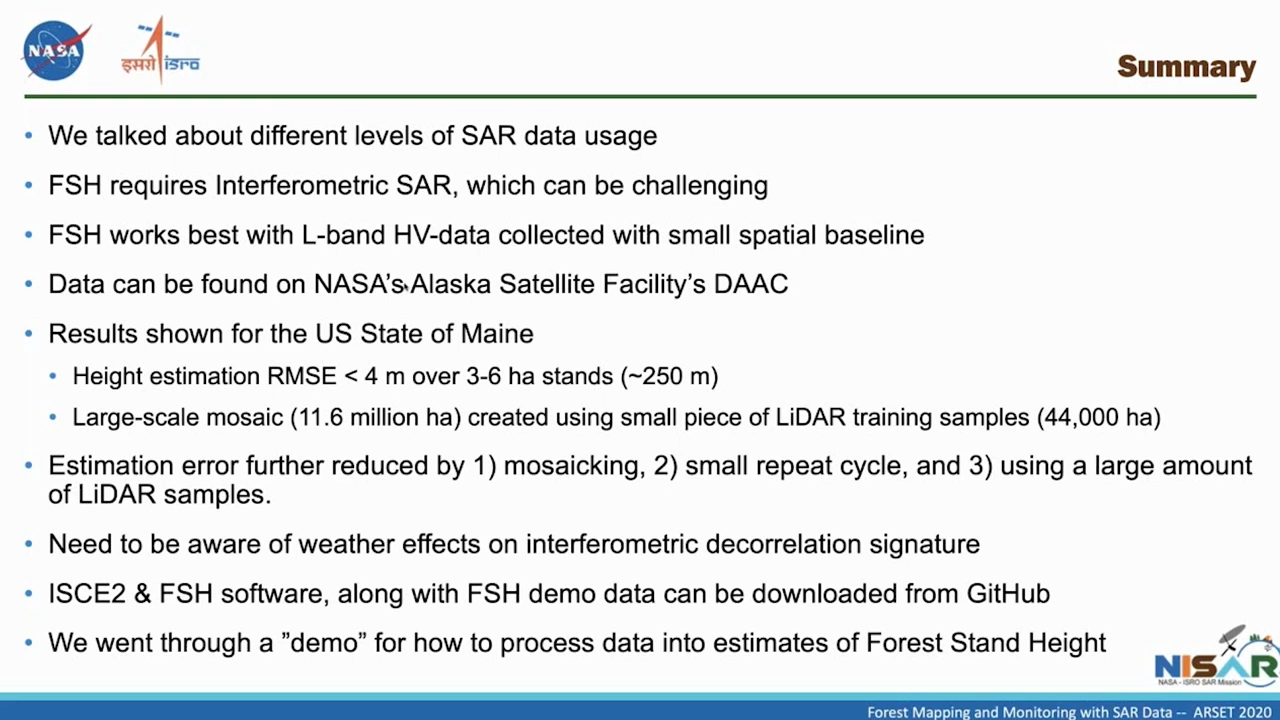 NASA
इसरो isro
Summary
• We talked about different levels of SAR data usage
• FSH requires Interferometric SAR, which can be challenging
• FSH works best with L-band HV-data collected with small spatial baseline
• Data can be found on NASA's Alaska Satellite Facility's DAAC
• Results shown for the US State of Maine
• Height estimation RMSE < 4 m over 3-6 ha stands (~250 m)
• Large-scale mosaic (11.6 million ha) created using small piece of LiDAR training samples (44,000 ha)
• Estimation error further reduced by 1) mosaicking, 2) small repeat cycle, and 3) using a large amount
of LiDAR samples.
• Need to be aware of weather effects on interferometric decorrelation signature
• ISCE2 & FSH software, along with FSH demo data can be downloaded from GitHub
• We went through a ”demo” for how to process data into estimates of Forest Stand Height
NISAR
NASA - ISRO SAR Mission
Forest Mapping and Monitoring with SAR Data -- ARSET 2020